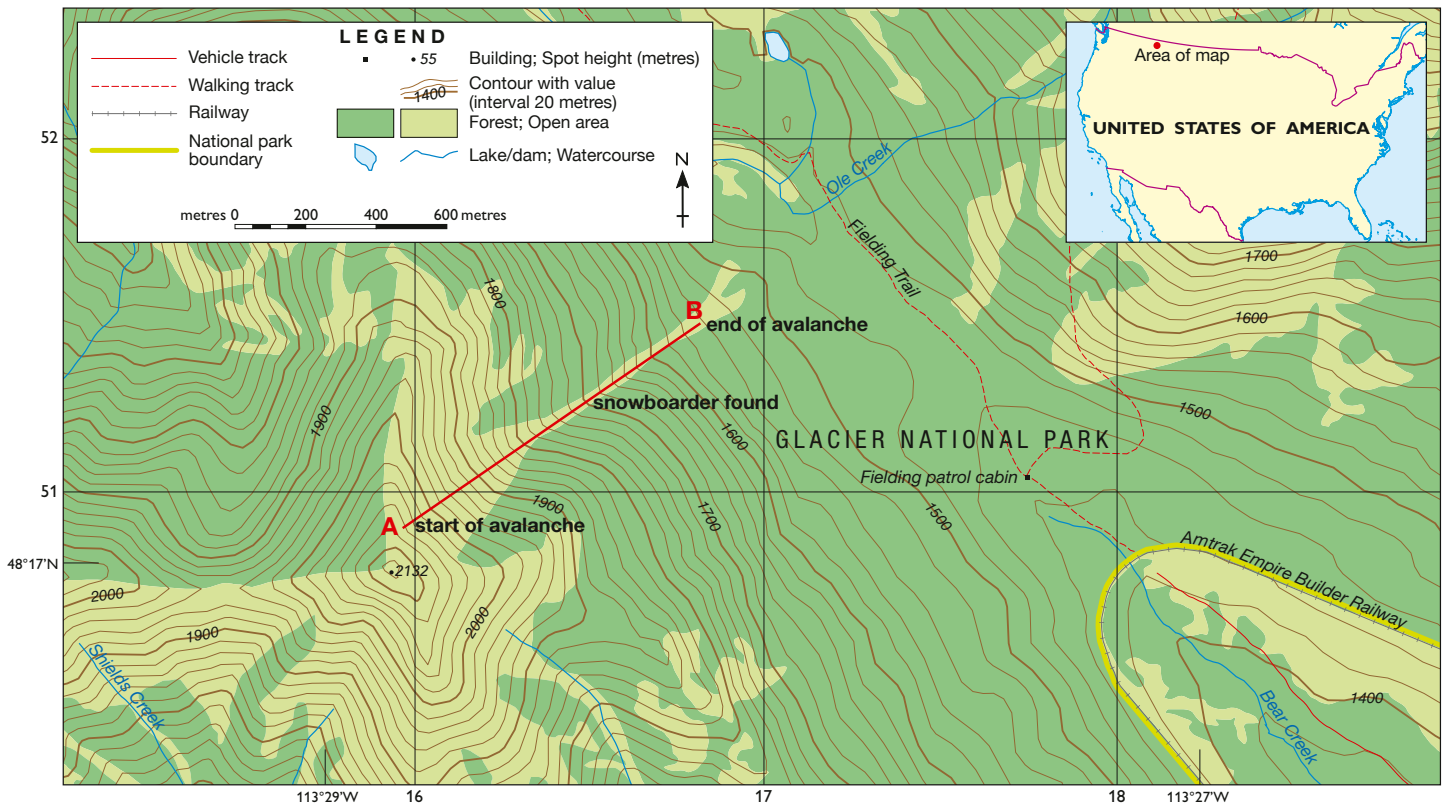 LEGEND
Vehicle track
Walking track
Railway
National park
boundary
55
Building; Spot height (metres)
1400
Contour with value
(interval 20 metres)
Forest; Open area
Lake/dam; Watercourse
metres 0 200 400 600 metres
N
Area of map
UNITED STATES OF AMERICA
52
Ole Creek
Fielding Trail
1700
1600
1800
B
end of avalanche
1900
snowboarder found
1600
1500
GLACIER NATIONAL PARK
Fielding patrol cabin
51
1900
1700
1500
A
start of avalanche
Amtrak Empire Builder Railway
48°17'N
2132
2000
2000
1900
Shields Creek
1400
Bear Creek
113°29'W
16
17
18
113°27'W